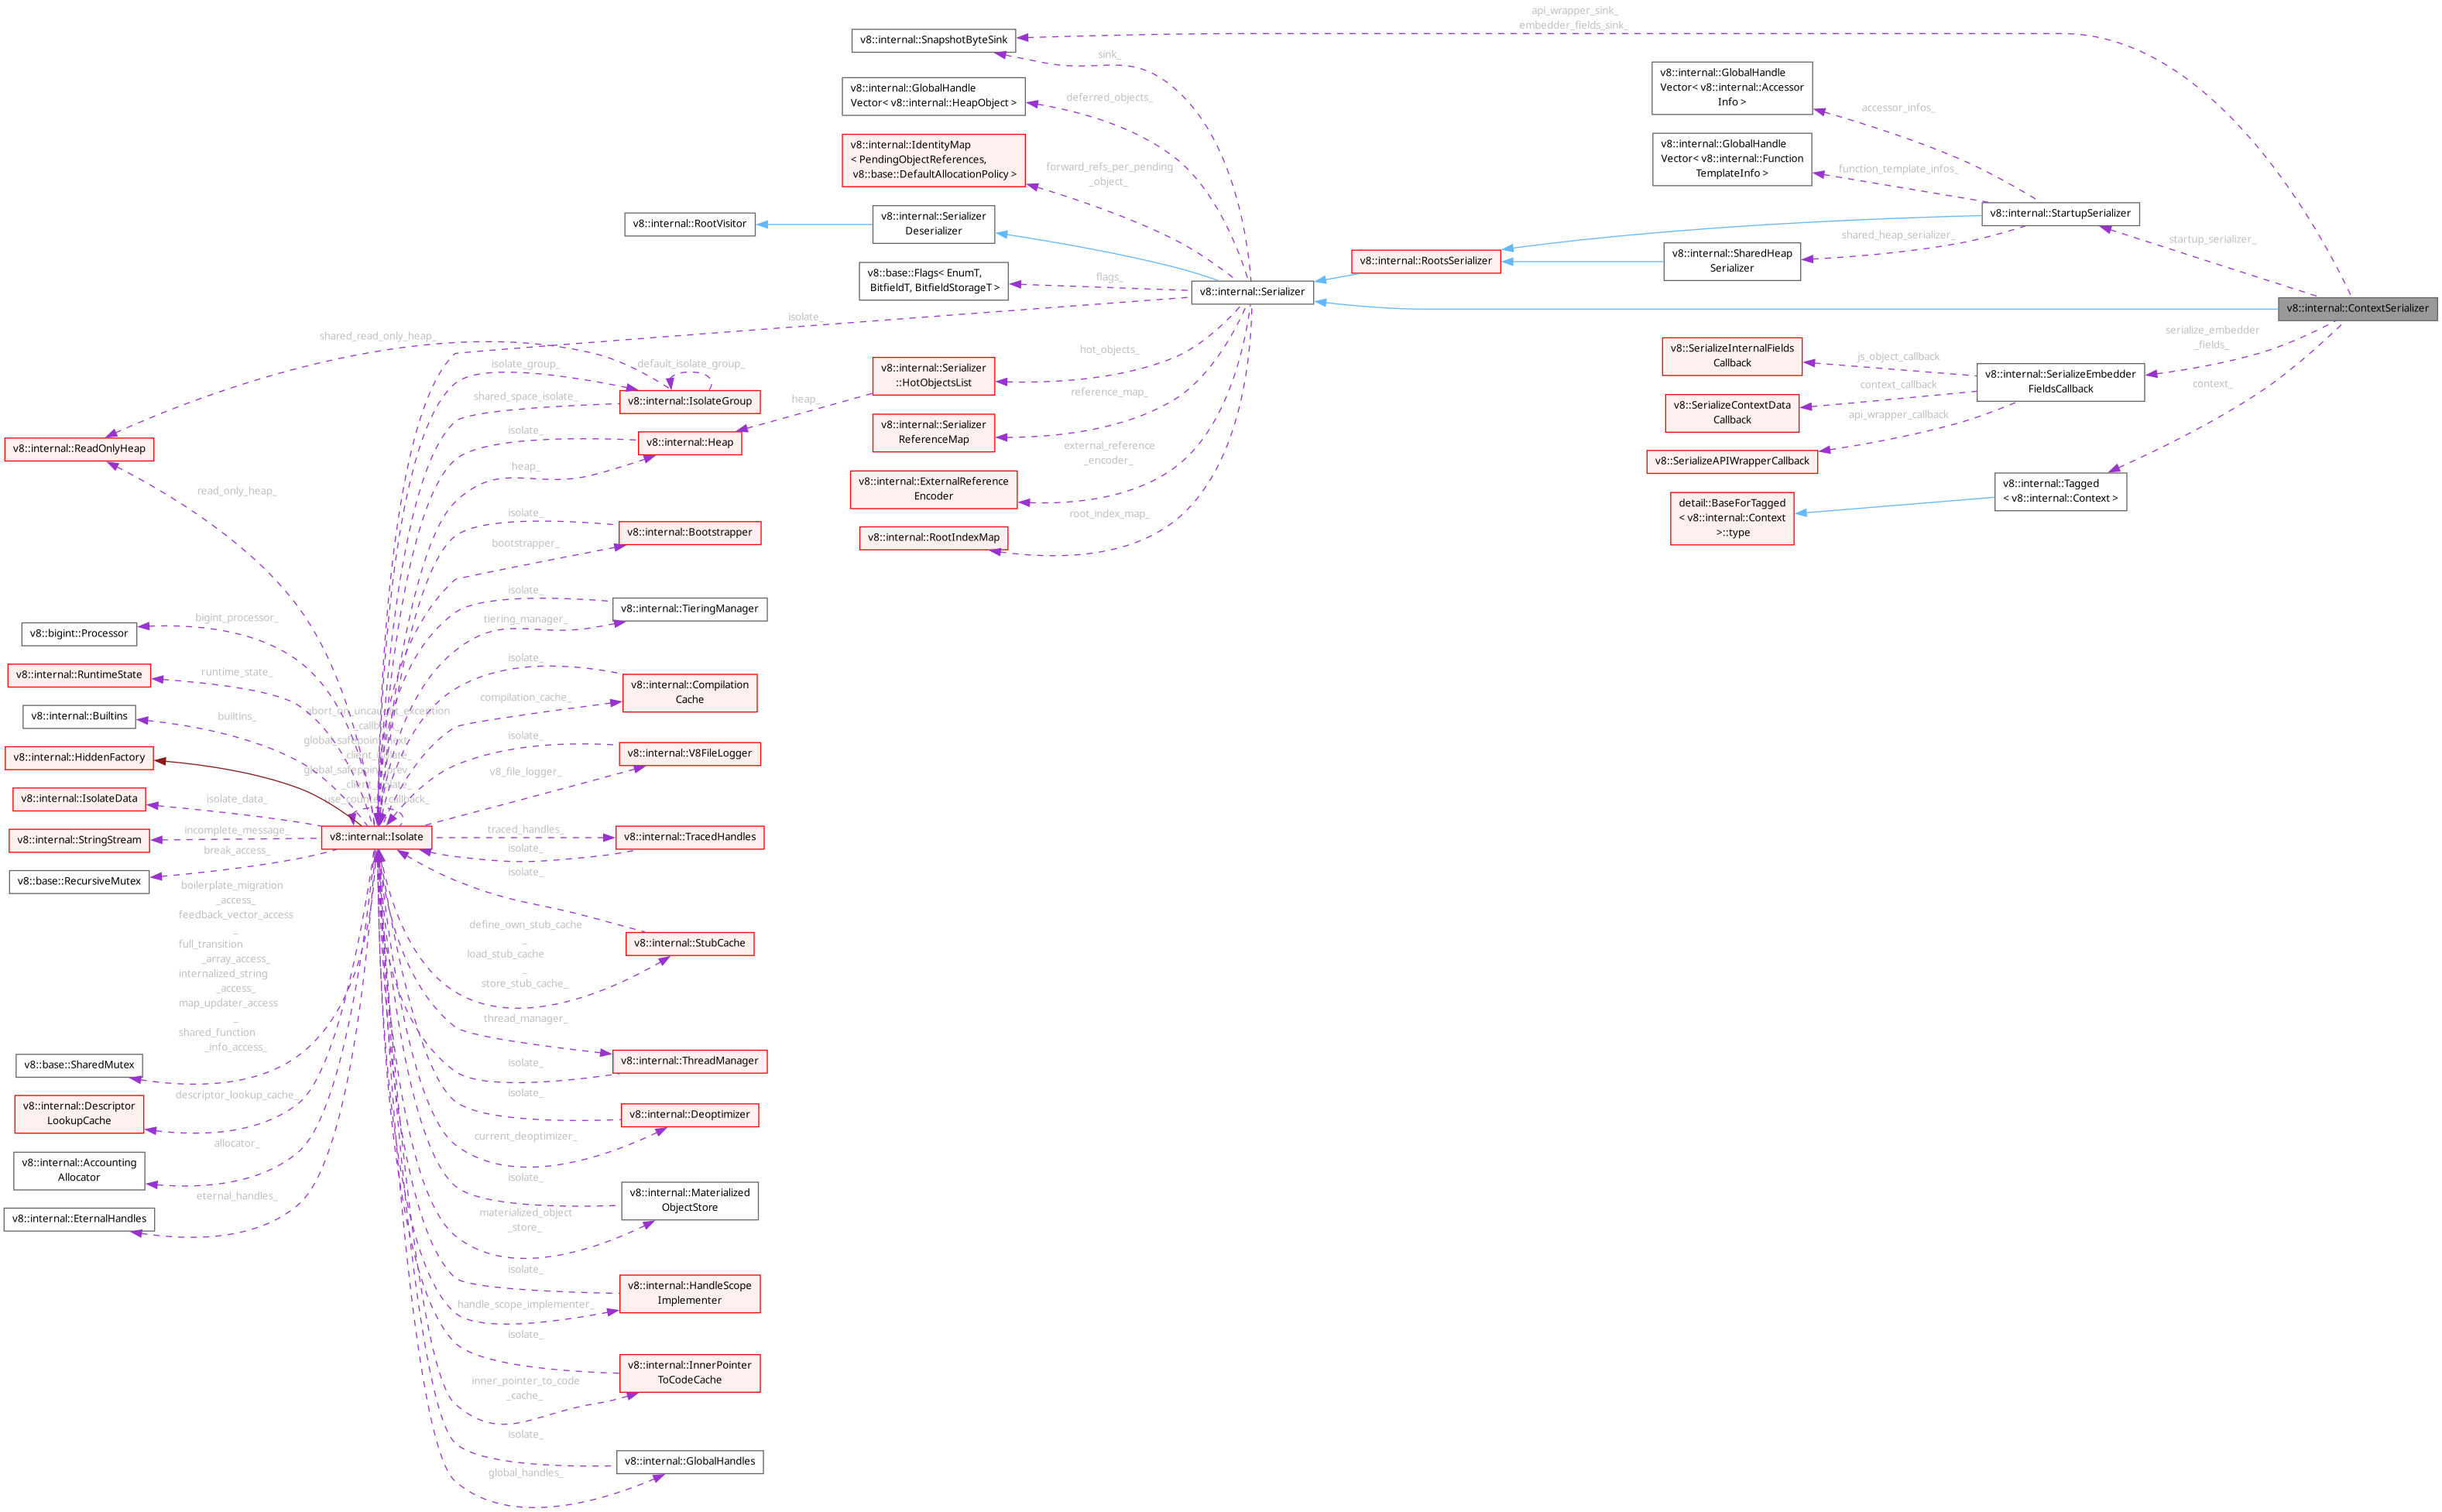 api_wrapper_sink_
embedder_fields_sink_
v8::internal::SnapshotByteSink
sink_
v8::internal::GlobalHandle
Vector< v8::internal::HeapObject >
deferred_objects_
v8::internal::GlobalHandle
Vector< v8::internal::Accessor
Info >
accessor_infos_
v8::internal::IdentityMap
< PendingObjectReferences,
v8::base::DefaultAllocationPolicy >
forward_refs_per_pending
_object_
v8::internal::GlobalHandle
Vector< v8::internal::Function
TemplateInfo >
function_template_infos_
v8::internal::RootVisitor
v8::internal::Serializer
Deserializer
v8::internal::StartupSerializer
shared_heap_serializer_
startup_serializer_
v8::internal::RootsSerializer
v8::internal::SharedHeap
Serializer
v8::base::Flags< EnumT,
BitfieldT, BitfieldStorageT >
flags_
v8::internal::Serializer
v8::internal::ContextSerializer
isolate_
shared_read_only_heap_
default_isolate_group_
isolate_group_
shared_space_isolate_
v8::internal::IsolateGroup
hot_objects_
v8::internal::Serializer
::HotObjectsList
reference_map_
heap_
v8::internal::SerializeInternalFields
Callback
js_object_callback
serialize_embedder
_fields_
v8::internal::SerializeEmbedder
FieldsCallback
context_callback
context_
v8::SerializeContextData
Callback
api_wrapper_callback
v8::SerializeAPIWrapperCallback
v8::internal::ReadOnlyHeap
isolate_
v8::internal::Heap
heap_
v8::internal::Serializer
ReferenceMap
external_reference
_encoder_
v8::internal::ExternalReference
Encoder
root_index_map_
v8::internal::RootIndexMap
v8::internal::Tagged
< v8::internal::Context >
detail::BaseForTagged
< v8::internal::Context
>::type
read_only_heap_
isolate_
v8::internal::Bootstrapper
bootstrapper_
isolate_
v8::internal::TieringManager
tiering_manager_
v8::bigint::Processor
bigint_processor_
isolate_
v8::internal::Compilation
Cache
compilation_cache_
v8::internal::RuntimeState
runtime_state_
v8::internal::Builtins
builtins_
abort_on_uncaught_exception
_callback_
global_safepoint_next
_client_isolate_
global_safepoint_prev
_client_isolate_
use_counter_callback_
isolate_
v8::internal::V8FileLogger
v8_file_logger_
v8::internal::HiddenFactory
v8::internal::IsolateData
isolate_data_
v8::internal::StringStream
incomplete_message_
v8::internal::Isolate
traced_handles_
v8::internal::TracedHandles
isolate_
break_access_
v8::base::RecursiveMutex
isolate_
boilerplate_migration
_access_
feedback_vector_access
_
full_transition
_array_access_
internalized_string
_access_
map_updater_access
_
shared_function
_info_access_
define_own_stub_cache
_
load_stub_cache
_
store_stub_cache_
v8::internal::StubCache
thread_manager_
v8::internal::ThreadManager
isolate_
v8::base::SharedMutex
isolate_
v8::internal::Deoptimizer
current_deoptimizer_
v8::internal::Descriptor
LookupCache
descriptor_lookup_cache_
v8::internal::Accounting
Allocator
allocator_
isolate_
v8::internal::Materialized
ObjectStore
materialized_object
_store_
v8::internal::EternalHandles
eternal_handles_
isolate_
v8::internal::HandleScope
Implementer
handle_scope_implementer_
isolate_
v8::internal::InnerPointer
ToCodeCache
inner_pointer_to_code
_cache_
isolate_
v8::internal::GlobalHandles
global_handles_